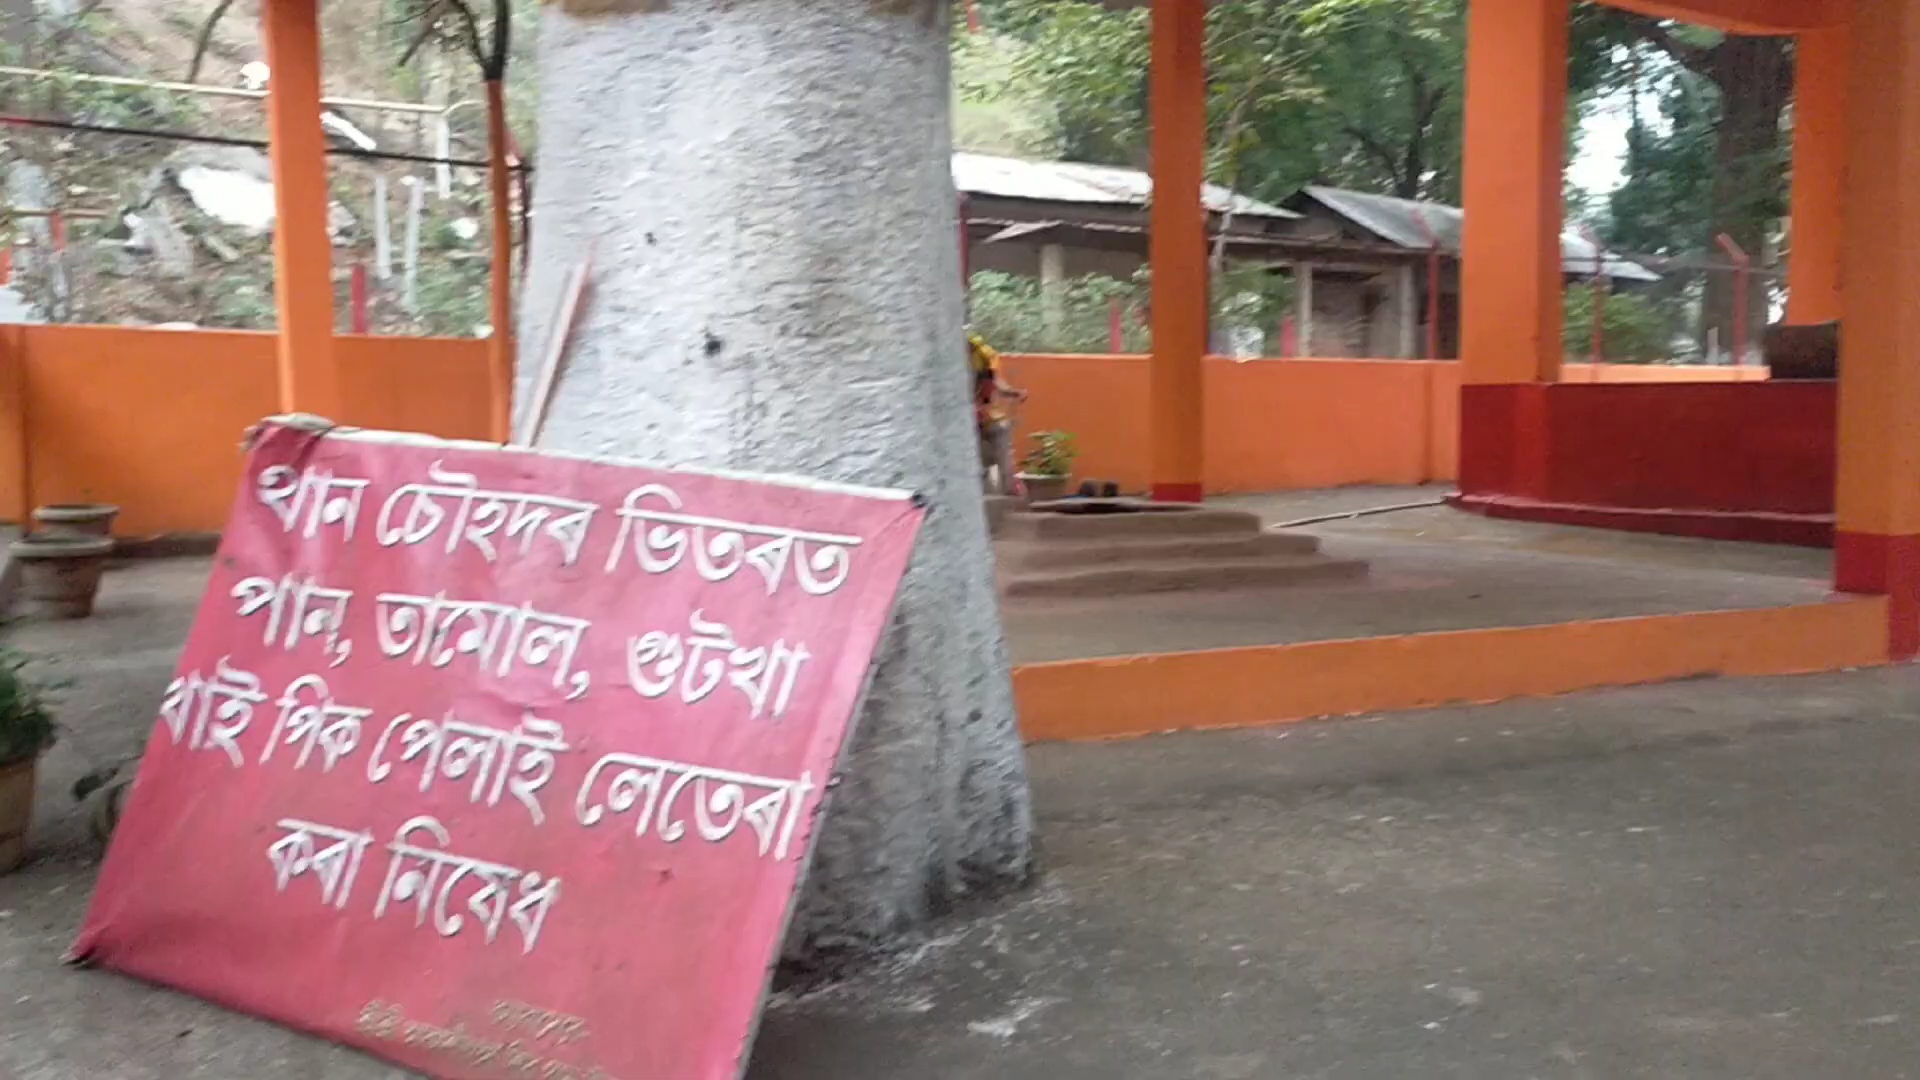 থান চৌহদৰ ভিতৰত
পান, তামোল, গুটখা
খাই পিক পেলাই লেতেৰা
কৰা নিষেধ